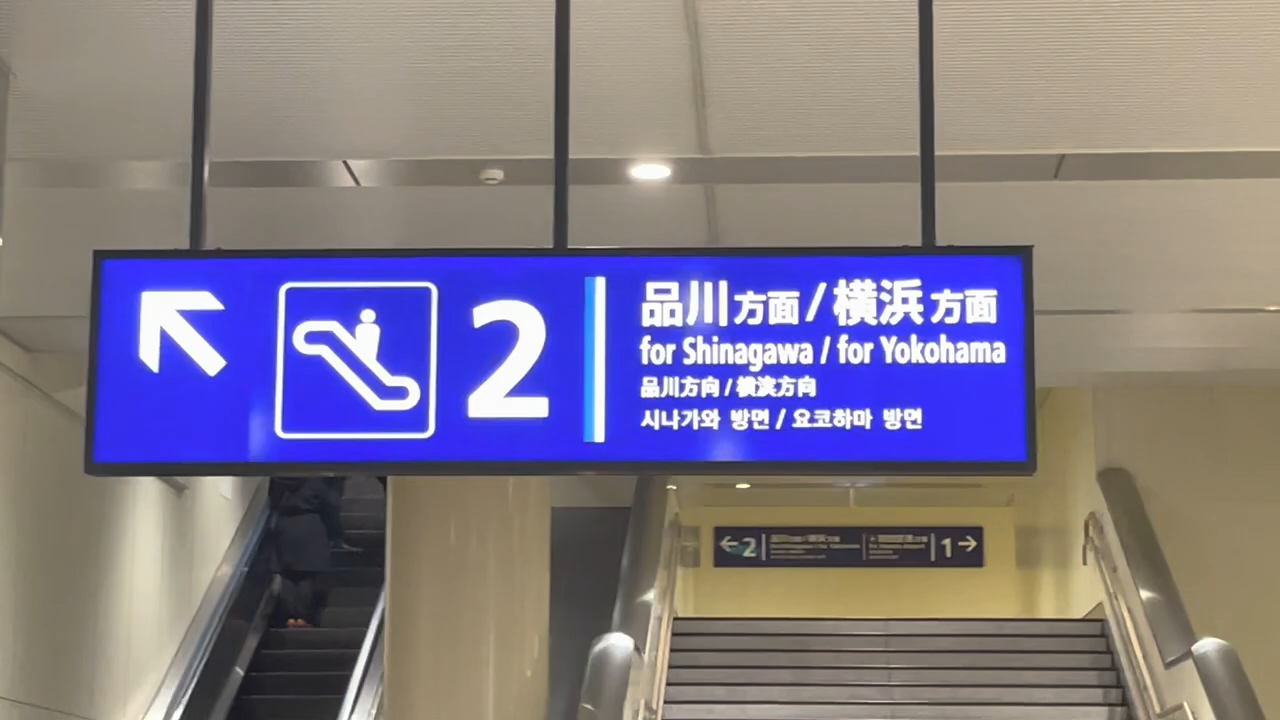 2
品川方面 / 横浜方面
for Shinagawa / for Yokohama
品川方向 / 横滨方向
시나가와 방면 / 요코하마 방면
2
1